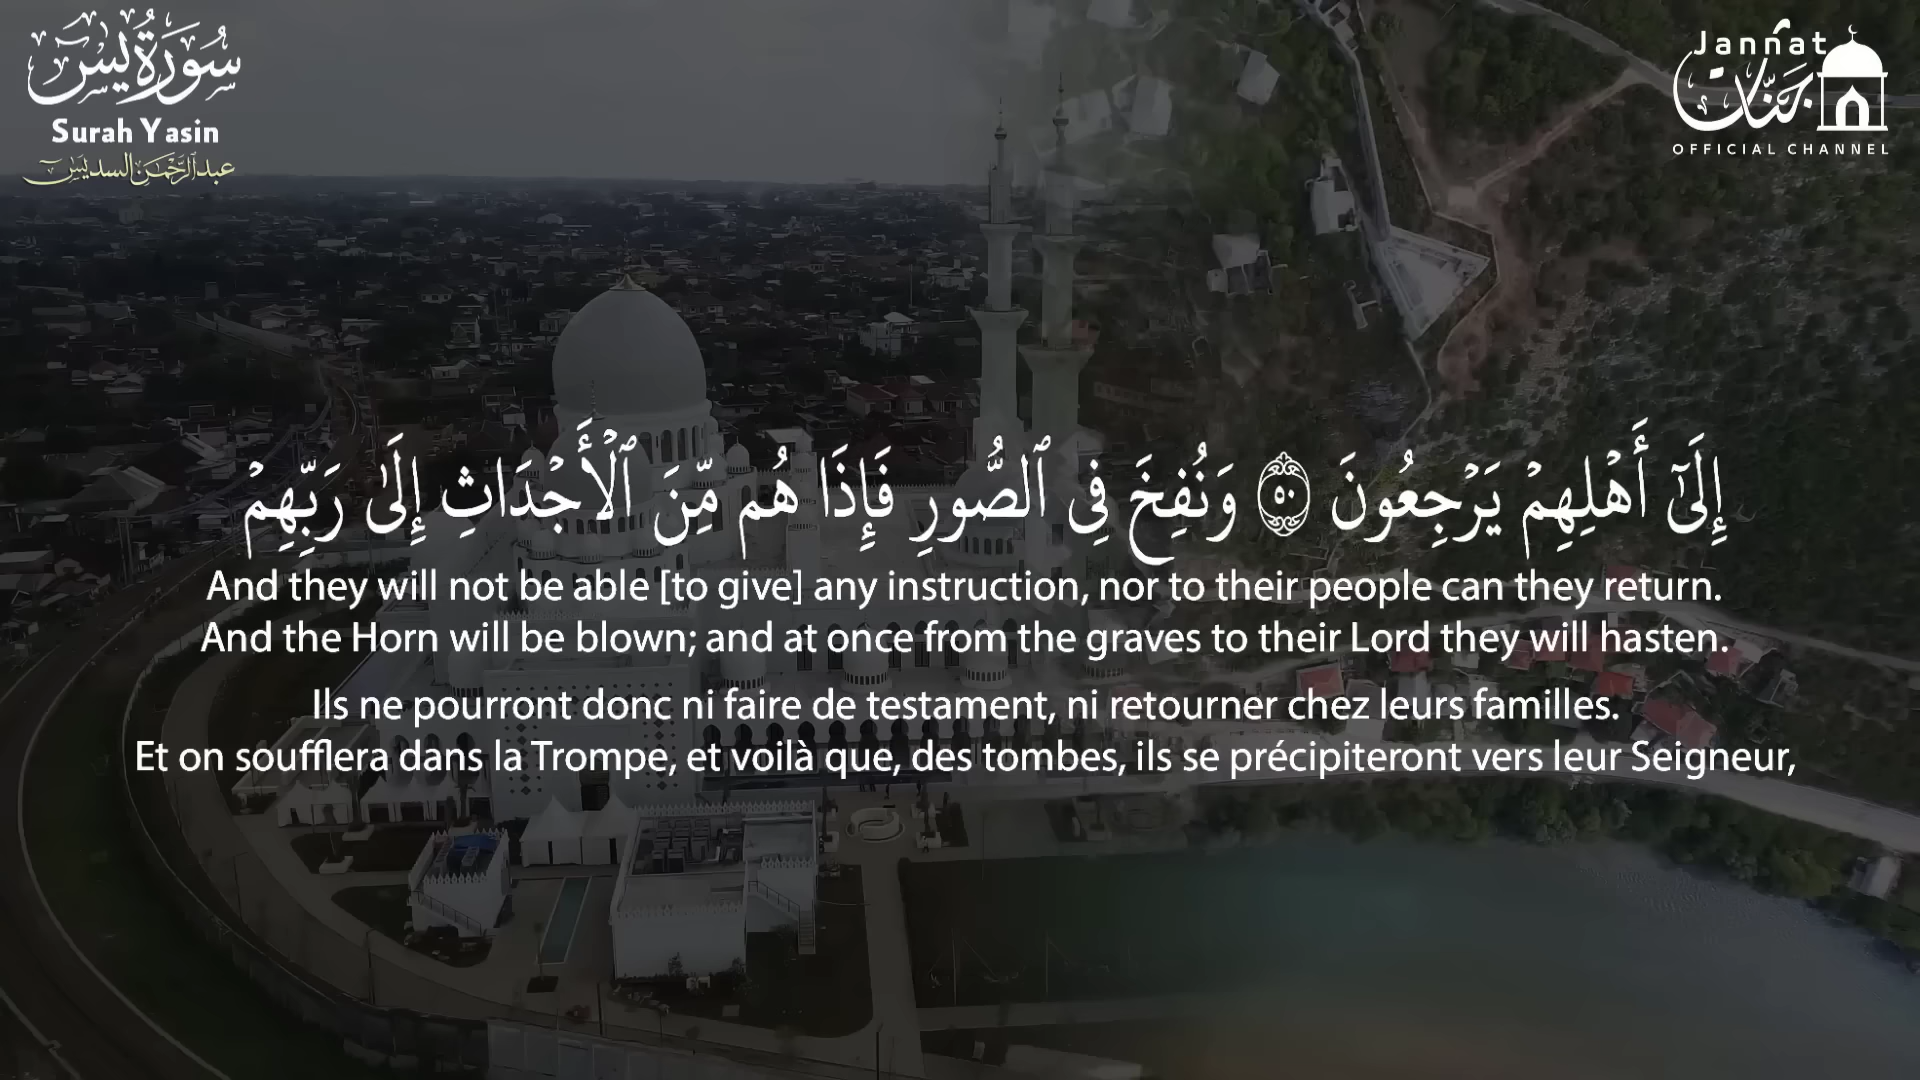 سُورَةُ يسٓ
Surah Yasin
عبد الرحمن السديس
Jannat
جَنَّات
OFFICIAL CHANNEL
إِلَىٰٓ أَهْلِهِمْ يَرْجِعُونَ ۝٥٠ وَنُفِخَ فِى ٱلصُّورِ فَإِذَا هُم مِّنَ ٱلْأَجْدَاثِ إِلَىٰ رَبِّهِمْ
And they will not be able [to give] any instruction, nor to their people can they return.
And the Horn will be blown; and at once from the graves to their Lord they will hasten.
Ils ne pourront donc ni faire de testament, ni retourner chez leurs familles.
Et on soufflera dans la Trompe, et voilà que, des tombes, ils se précipiteront vers leur Seigneur,